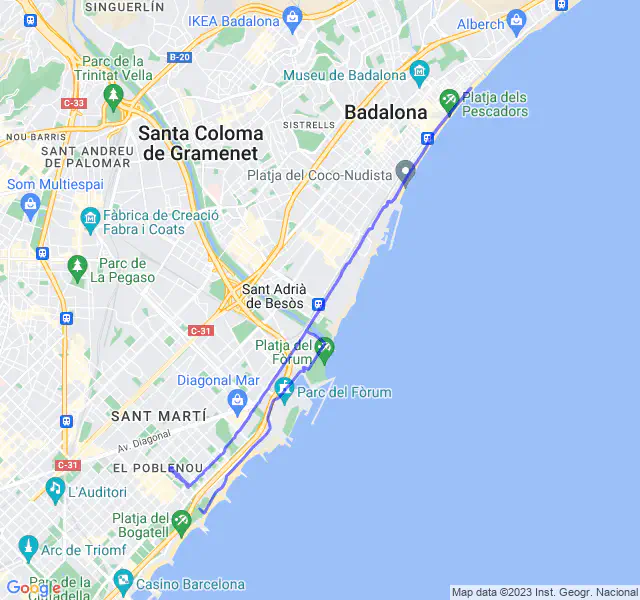 SINGUERLÍN
IKEA Badalona
Alberch
B-20
Parc de la
Trinitat Vella
Museu de Badalona
C-33
Badalona
Platja dels
Pescadors
NOU BARRIS
Santa Coloma
de Gramenet
SISTRELLS
SANT ANDREU
DE PALOMAR
Platja del Coco-Nudista
Som Multiespai
Fàbrica de Creació
Fabra i Coats
Parc de
La Pegaso
Sant Adrià
de Besòs
C-31
Platja del
Fòrum
Diagonal Mar
Parc del Fòrum
SANT MARTÍ
Av. Diagonal
C-31
EL POBLENOU
L'Auditori
Platja del
Bogatell
Arc de Triomf
Parc de la
Ciutadella
Casino Barcelona
Google
Map data ©2023 Inst. Geogr. Nacional